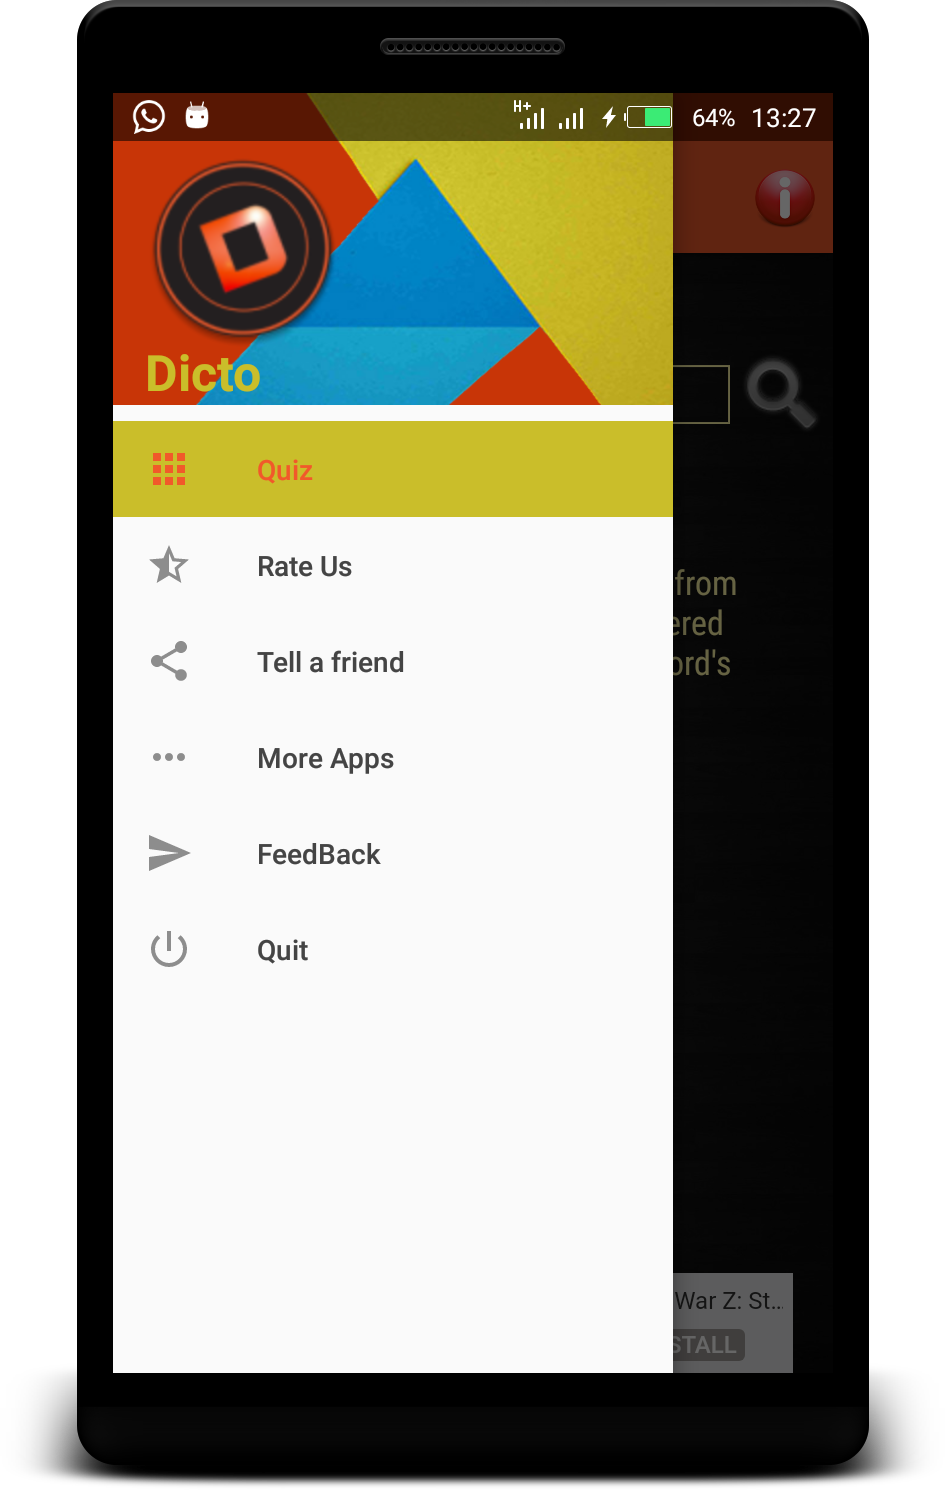 H+ 64% 13:27
Dicto
Quiz
Rate Us
from
ered
ord's
Tell a friend
More Apps
FeedBack
Quit
War Z: St...
STALL